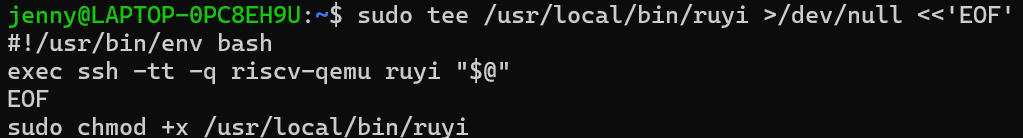 jenny@LAPTOP-0PC8EH9U:~$ sudo tee /usr/local/bin/ruyi >/dev/null <<'EOF'
#!/usr/bin/env bash
exec ssh -tt -q riscv-qemu ruyi "$@"
EOF
sudo chmod +x /usr/local/bin/ruyi